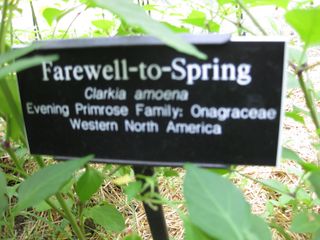 Farewell-to-Spring
Clarkia amoena
Evening Primrose Family: Onagraceae
Western North America